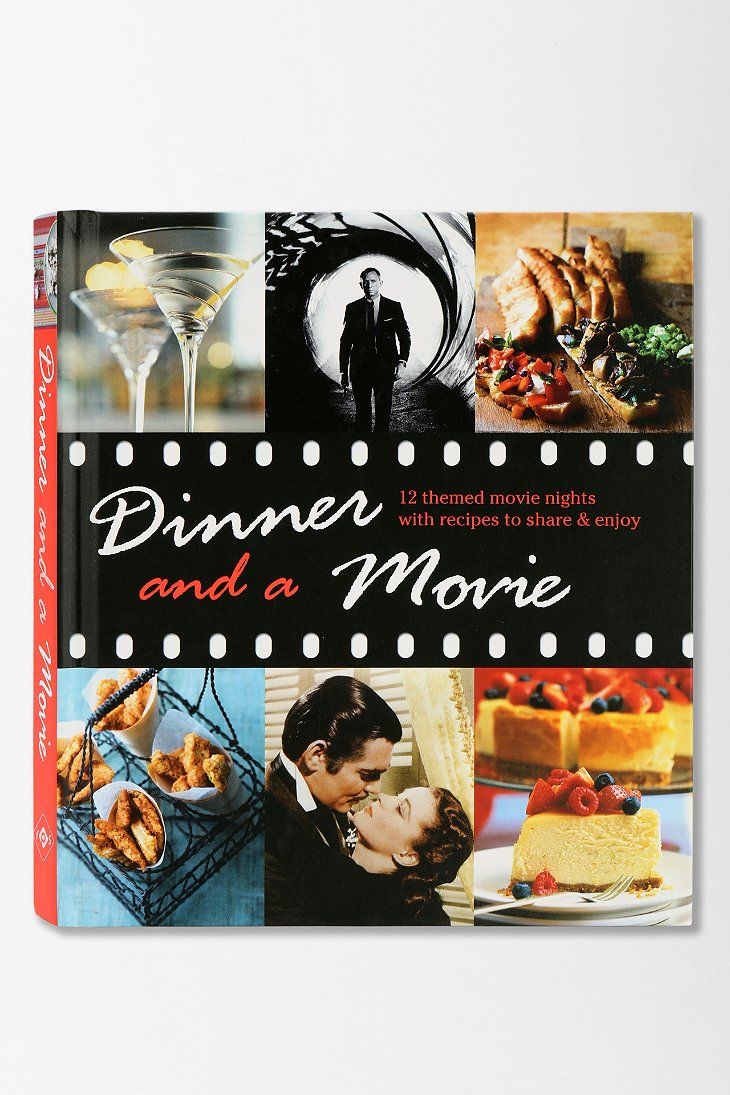 Dinner
12 themed movie nights
with recipes to share & enjoy
and a Movie
Dinner and a Movie